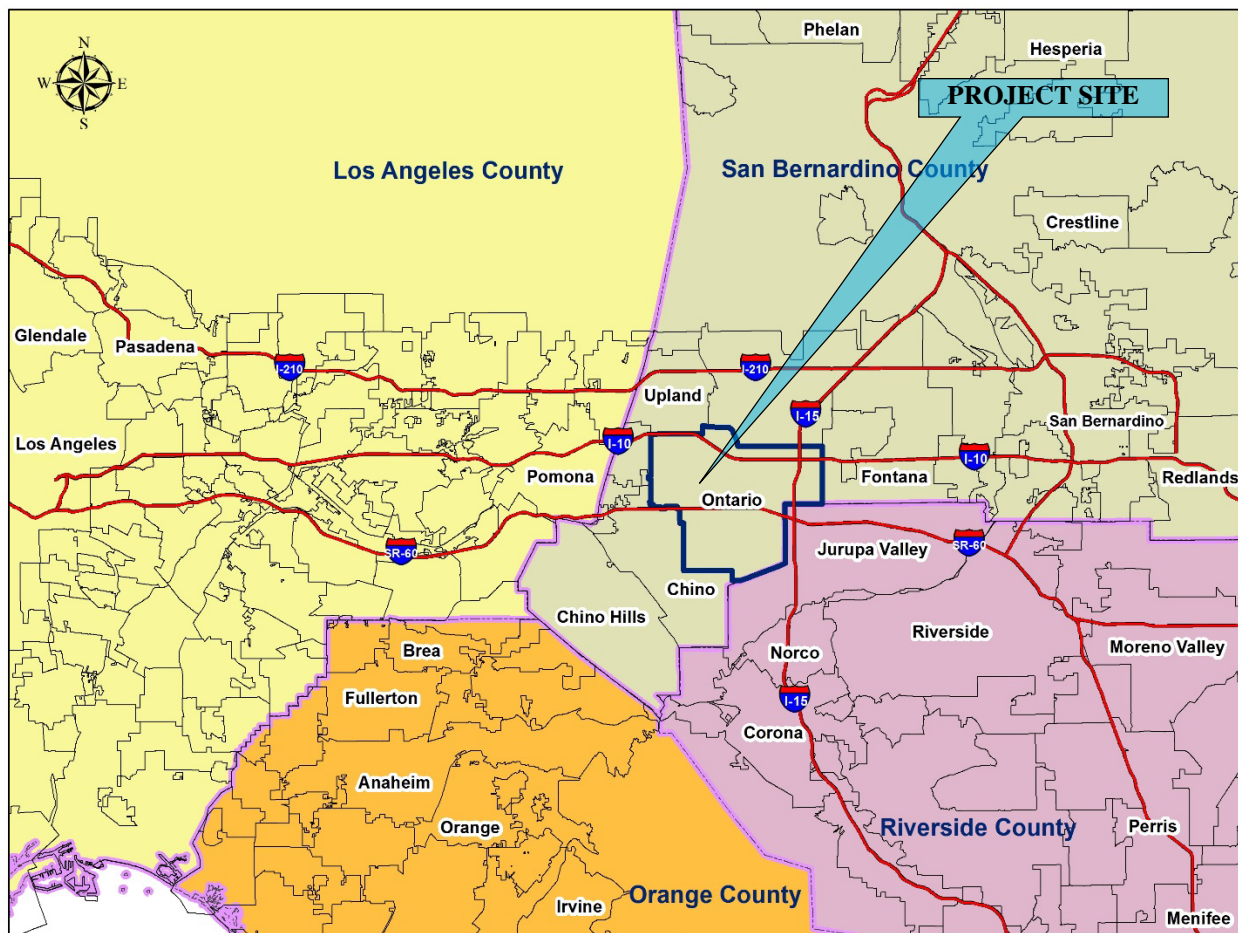 Phelan
Hesperia
N
W E
S
PROJECT SITE
Los Angeles County
San Bernardino County
Crestline
Glendale
Pasadena
I-210
I-210
Upland
I-15
Los Angeles
I-10
San Bernardino
I-10
Pomona
Fontana
Redlands
Ontario
SR-60
SR-60
Jurupa Valley
Chino
Chino Hills
Riverside
Brea
Norco
Moreno Valley
Fullerton
I-15
Corona
Anaheim
Orange
Riverside County
Perris
Orange County
Irvine
Menifee